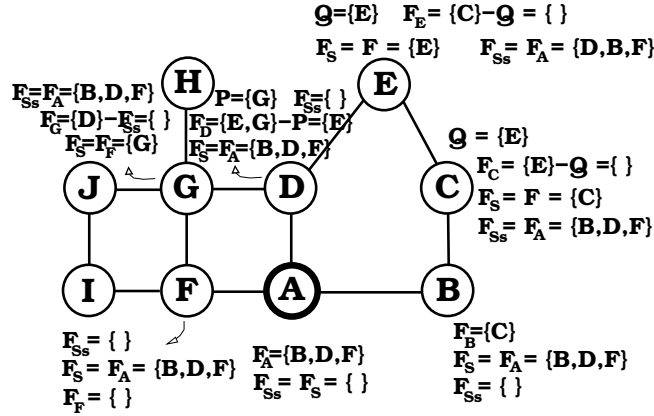 Q={E} F_E = {C}−Q = { }
F_S = F = {E} F_Ss = F_A = {D,B,F}
H
E
F_Ss=F_A={B,D,F}
F_G={D}−F_Ss={ }
F_S=F_F={G}
P={G} F_Ss={ }
F_D={E,G}−P={E}
F_S=F_A={B,D,F}
Q = {E}
F_C = {E}−Q ={ }
F_S = F = {C}
F_Ss = F_A = {B,D,F}
J
G
D
C
I
F
A
B
F_Ss= { }
F_S = F_A = {B,D,F}
F_F = { }
F_A={B,D,F}
F_Ss = F_S = { }
F_B={C}
F_S = F_A = {B,D,F}
F_Ss= { }